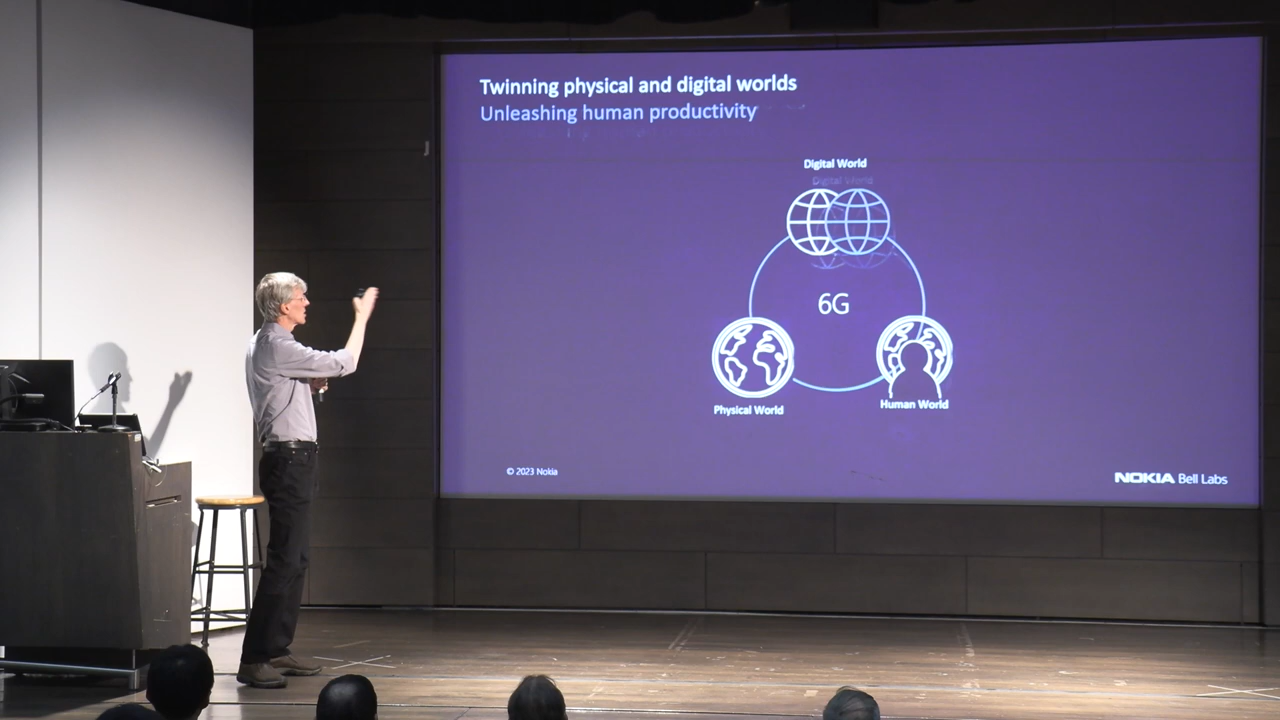 Twinning physical and digital worlds
Unleashing human productivity
Digital World
Digital World
6G
Physical World
Human World
© 2023 Nokia
NOKIA Bell Labs